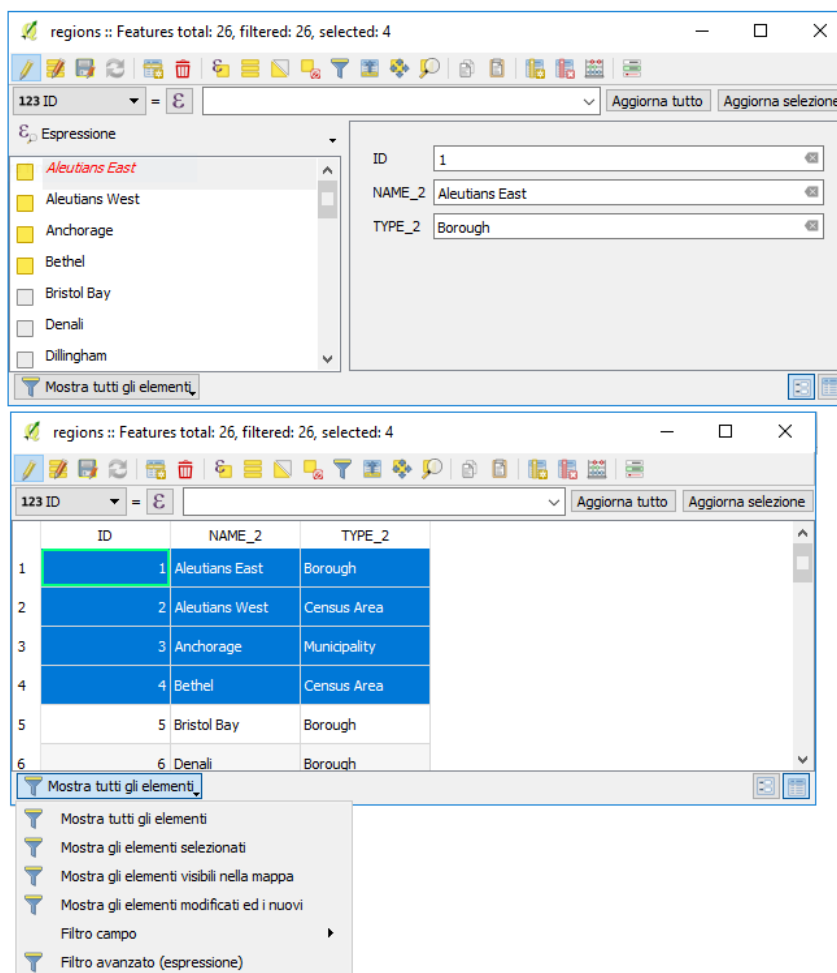 regions :: Features total: 26, filtered: 26, selected: 4
123 ID = ε Aggiorna tutto Aggiorna selezione
Espressione
Aleutians East
Aleutians West
Anchorage
Bethel
Bristol Bay
Denali
Dillingham
ID 1
NAME_2 Aleutians East
TYPE_2 Borough
Mostra tutti gli elementi
regions :: Features total: 26, filtered: 26, selected: 4
123 ID = ε Aggiorna tutto Aggiorna selezione
ID NAME_2 TYPE_2
1 1 Aleutians East Borough
2 2 Aleutians West Census Area
3 3 Anchorage Municipality
4 4 Bethel Census Area
5 5 Bristol Bay Borough
6 6 Denali Borough
Mostra tutti gli elementi
Mostra tutti gli elementi
Mostra gli elementi selezionati
Mostra gli elementi visibili nella mappa
Mostra gli elementi modificati ed i nuovi
Filtro campo
Filtro avanzato (espressione)